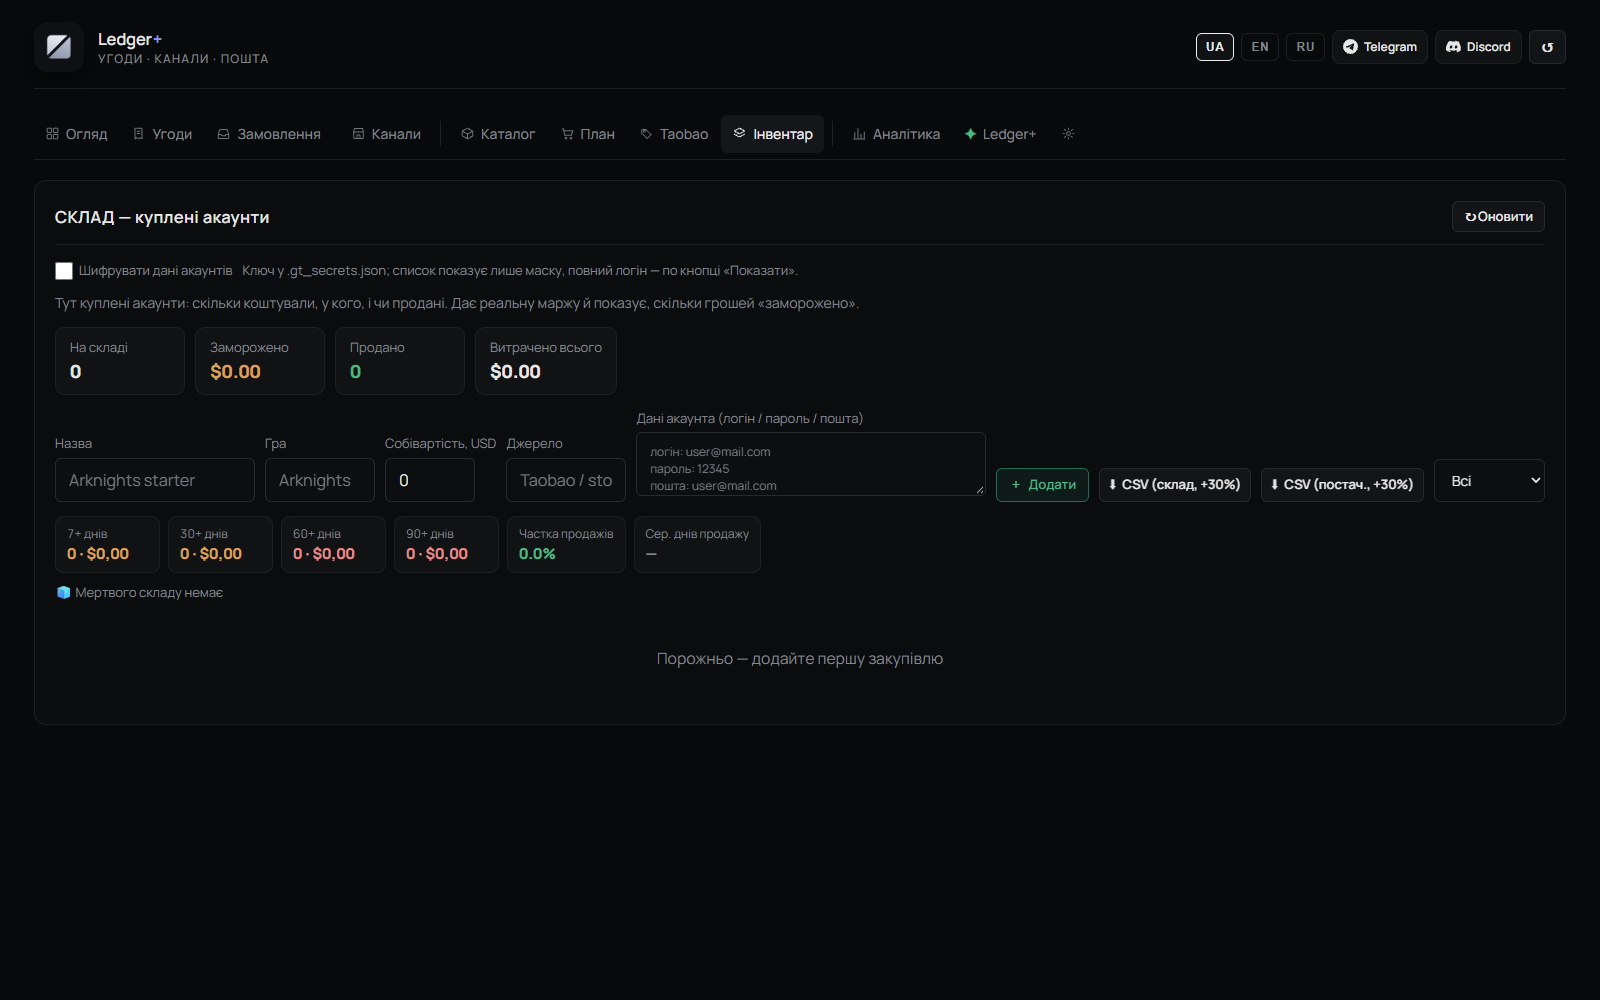 Ledger+
УГОДИ · КАНАЛИ · ПОШТА
UA
EN
RU
Telegram
Discord
Огляд
Угоди
Замовлення
Канали
Каталог
План
Taobao
Інвентар
Аналітика
Ledger+
СКЛАД — куплені акаунти
↻Оновити
Шифрувати дані акаунтів Ключ у .gt_secrets.json; список показує лише маску, повний логін — по кнопці «Показати».
Тут куплені акаунти: скільки коштували, у кого, і чи продані. Дає реальну маржу й показує, скільки грошей «заморожено».
На складі
0
Заморожено
$0.00
Продано
0
Витрачено всього
$0.00
Назва
Arknights starter
Гра
Arknights
Собівартість, USD
0
Джерело
Taobao / sto
Дані акаунта (логін / пароль / пошта)
логін: user@mail.com
пароль: 12345
пошта: user@mail.com
+ Додати
⬇ CSV (склад, +30%)
⬇ CSV (постач., +30%)
Всі
7+ днів
0 · $0,00
30+ днів
0 · $0,00
60+ днів
0 · $0,00
90+ днів
0 · $0,00
Частка продажів
0.0%
Сер. днів продажу
—
Мертвого складу немає
Порожньо — додайте першу закупівлю